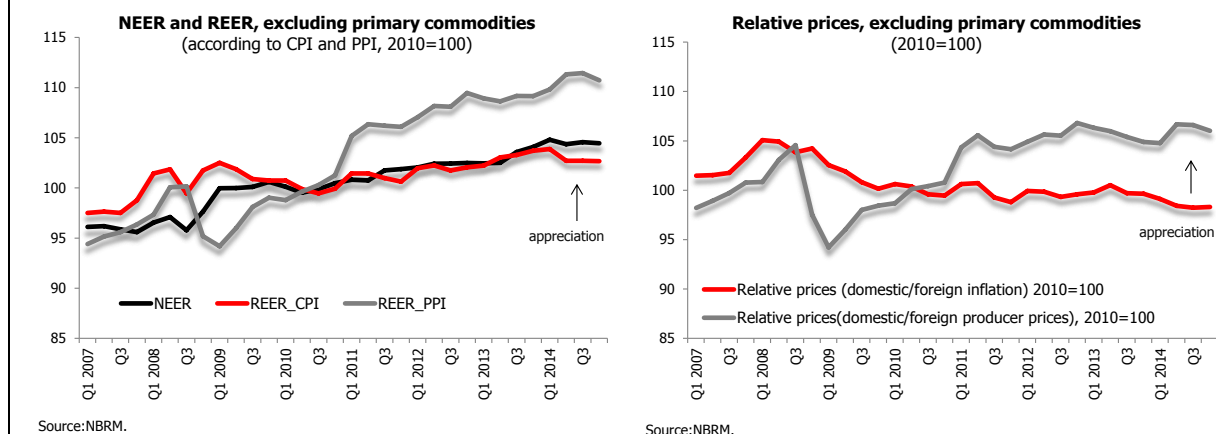 NEER and REER, excluding primary commodities
(according to CPI and PPI, 2010=100)
115
110
105
100
95
90
85
appreciation
NEER
REER_CPI
REER_PPI
Q1 2007
Q3
Q1 2008
Q3
Q1 2009
Q3
Q1 2010
Q3
Q1 2011
Q3
Q1 2012
Q3
Q1 2013
Q3
Q1 2014
Q3
Source:NBRM.
Relative prices, excluding primary commodities
(2010=100)
115
110
105
100
95
90
85
appreciation
Relative prices (domestic/foreign inflation) 2010=100
Relative prices(domestic/foreign producer prices), 2010=100
Q1 2007
Q3
Q1 2008
Q3
Q1 2009
Q3
Q1 2010
Q3
Q1 2011
Q3
Q1 2012
Q3
Q1 2013
Q3
Q1 2014
Q3
Source:NBRM.